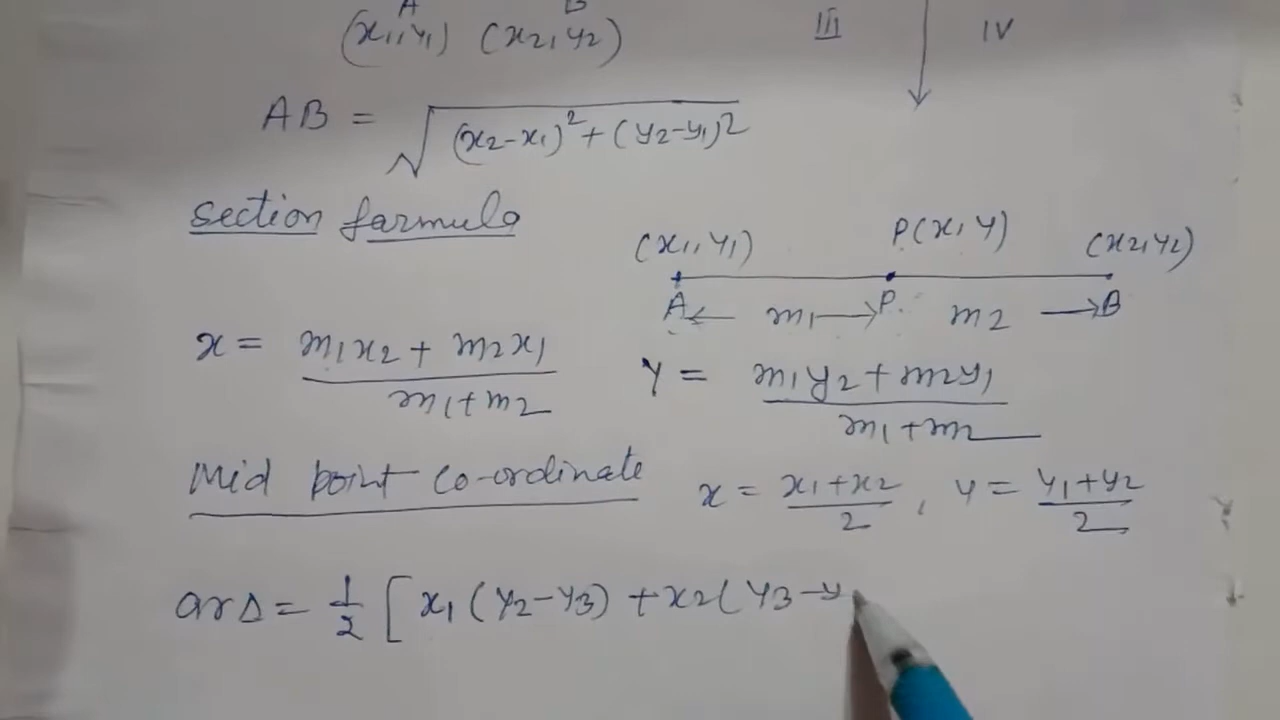 A B
(x1,y1) (x2,y2) III IV
AB = √(x2-x1)²+(y2-y1)2
section farmula
(x1,y1) P(x,y) (x2,y2)
A← m1→P. m2 →B
x = m1x2 + m2x1 / m1+m2
y = m1y2+m2y1 / m1+m2
Mid point co-ordinate x = x1+x2 / 2 , y = y1+y2 / 2
arΔ = 1/2 [x1(y2-y3) +x2(y3-y